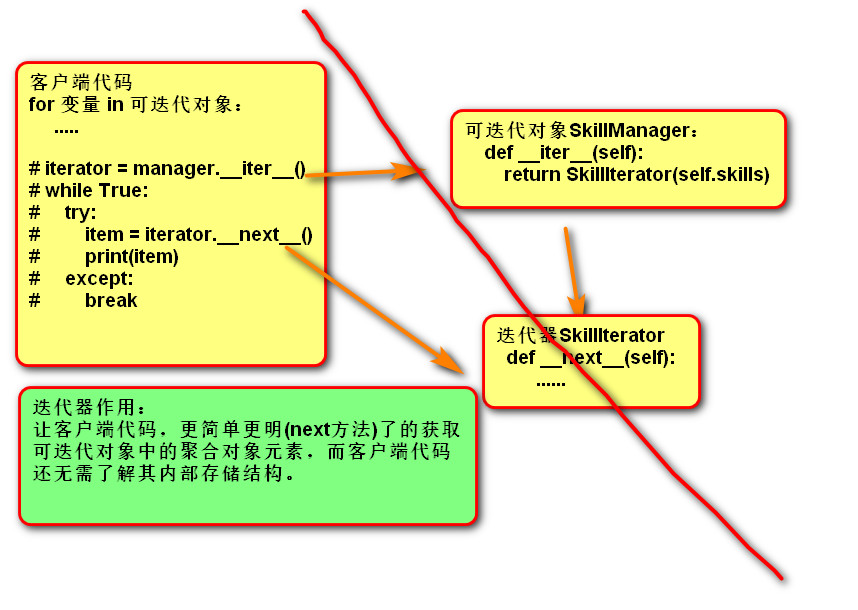 客户端代码
for 变量 in 可迭代对象：
.....
# iterator = manager.__iter__()
# while True:
#     try:
#         item = iterator.__next__()
#         print(item)
#     except:
#         break
可迭代对象SkillManager：
def __iter__(self):
return SkillIterator(self.skills)
迭代器SkillIterator
def __next__(self):
......
迭代器作用：
让客户端代码，更简单更明(next方法)了的获取
可迭代对象中的聚合对象元素，而客户端代码
还无需了解其内部存储结构。